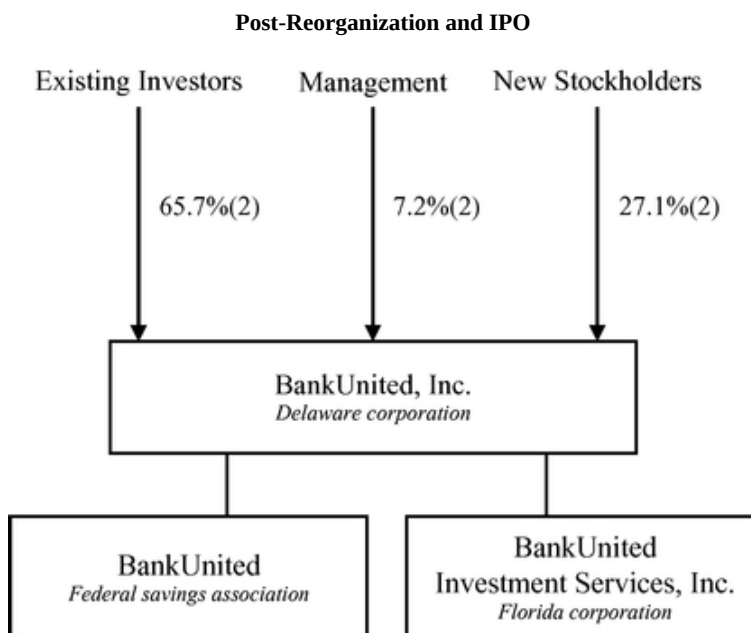 Post-Reorganization and IPO
Existing Investors
Management
New Stockholders
65.7%(2)
7.2%(2)
27.1%(2)
BankUnited, Inc.
Delaware corporation
BankUnited
Federal savings association
BankUnited
Investment Services, Inc.
Florida corporation